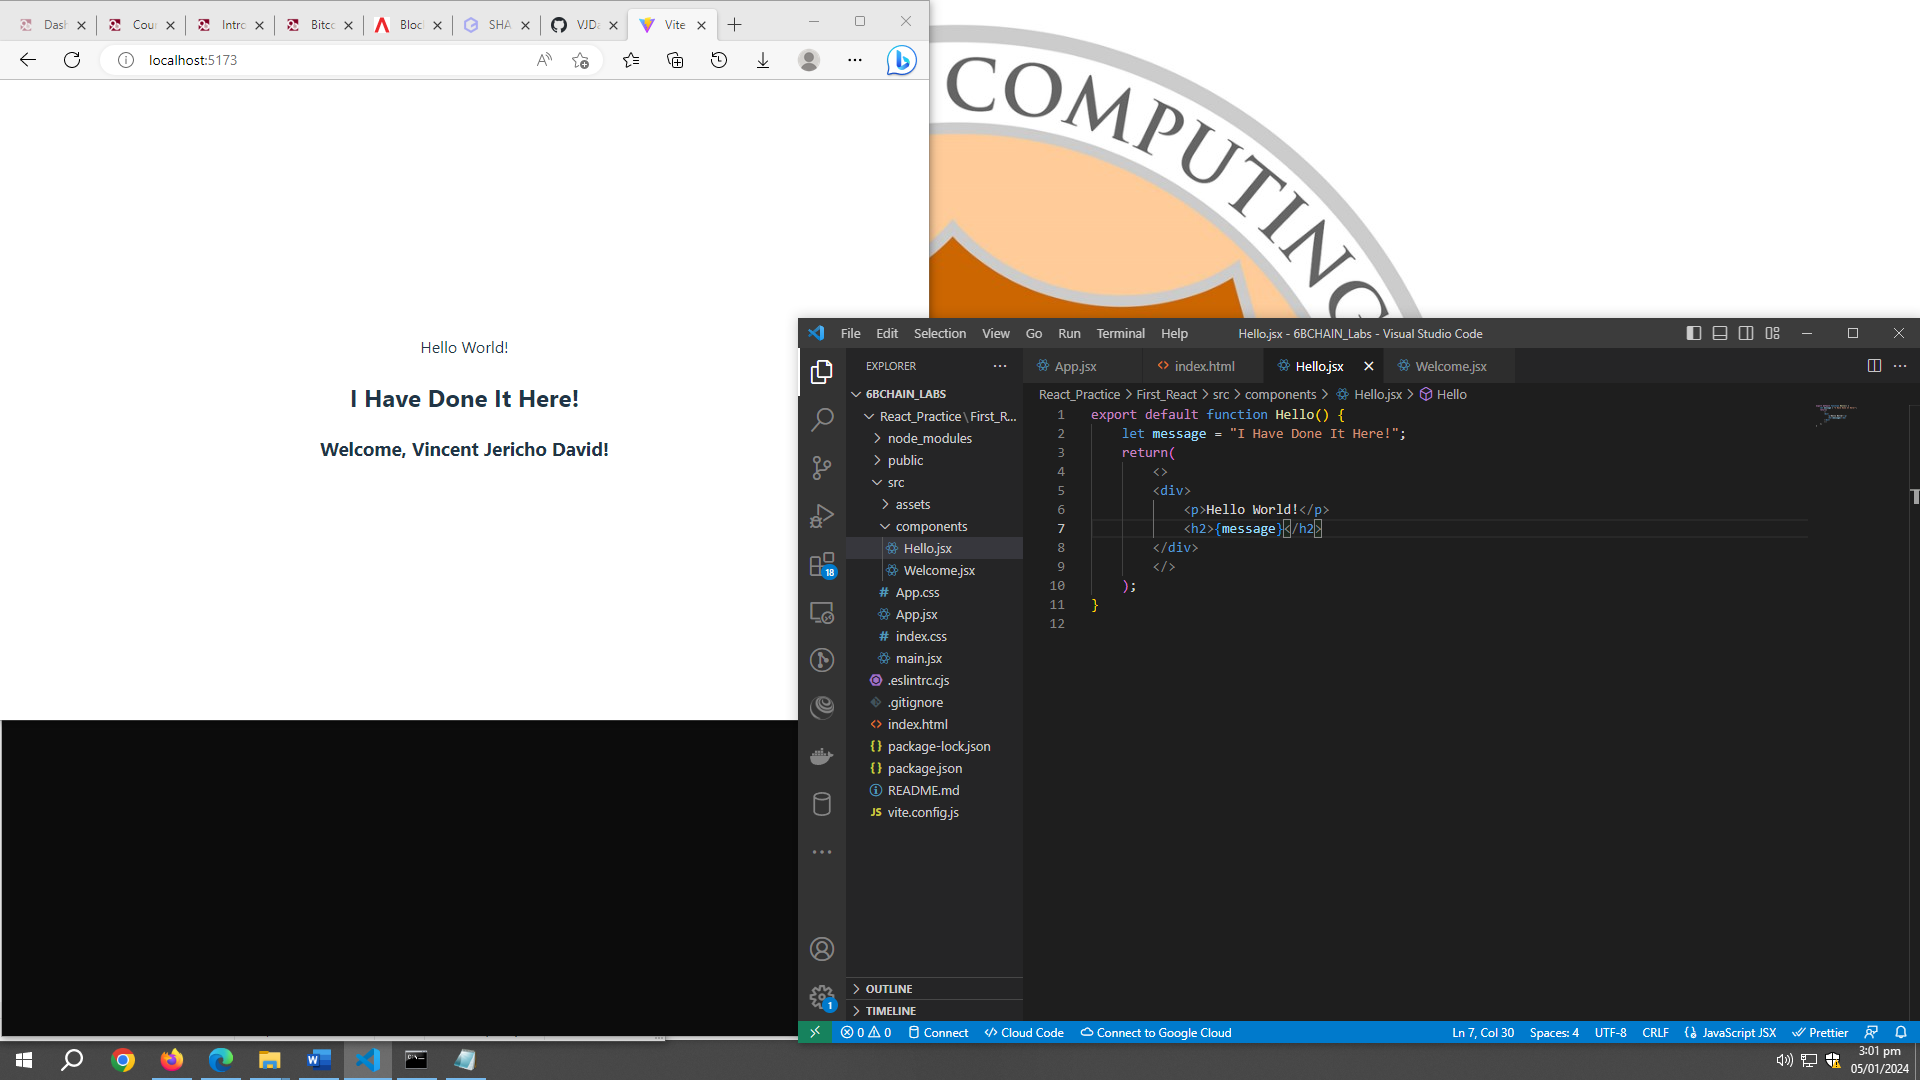 Dash
Cour
Intro
Bitco
Bloc
SHA
VJDa
Vite
localhost:5173
COMPUTING
Hello World!
I Have Done It Here!
Welcome, Vincent Jericho David!
File Edit Selection View Go Run Terminal Help
Hello.jsx - 6BCHAIN_Labs - Visual Studio Code
EXPLORER
App.jsx
index.html
Hello.jsx
Welcome.jsx
React_Practice > First_React > src > components > Hello.jsx > Hello
6BCHAIN_LABS
React_Practice\First_R...
node_modules
public
src
assets
components
Hello.jsx
Welcome.jsx
App.css
App.jsx
index.css
main.jsx
.eslintrc.cjs
.gitignore
index.html
package-lock.json
package.json
README.md
vite.config.js
OUTLINE
TIMELINE
18
1
1 export default function Hello() {
2 let message = "I Have Done It Here!";
3 return(
4 <>
5 <div>
6 <p>Hello World!</p>
7 <h2>{message}</h2>
8 </div>
9 </>
10 );
11 }
12
0 0 Connect Cloud Code Connect to Google Cloud
Ln 7, Col 30 Spaces: 4 UTF-8 CRLF JavaScript JSX Prettier
3:01 pm
05/01/2024